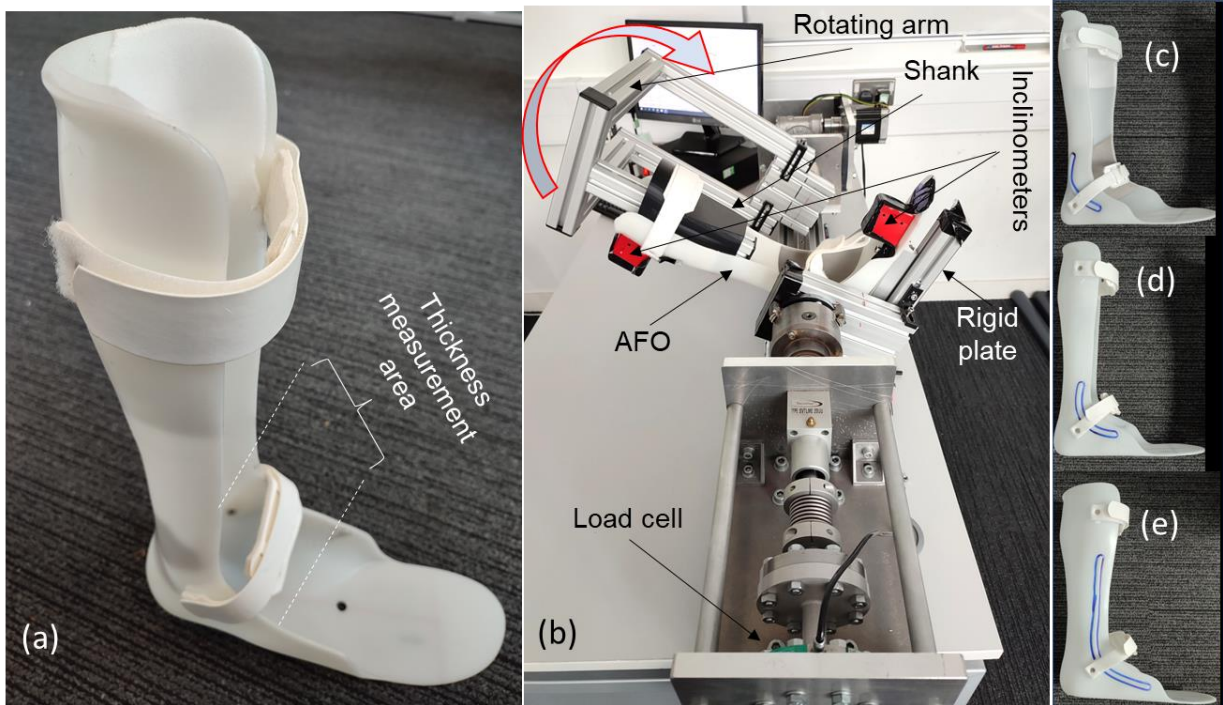 Thickness
measurement
area
(a)
Rotating arm
Shank
Inclinometers
AFO
Rigid
plate
Load cell
(b)
(c)
(d)
(e)